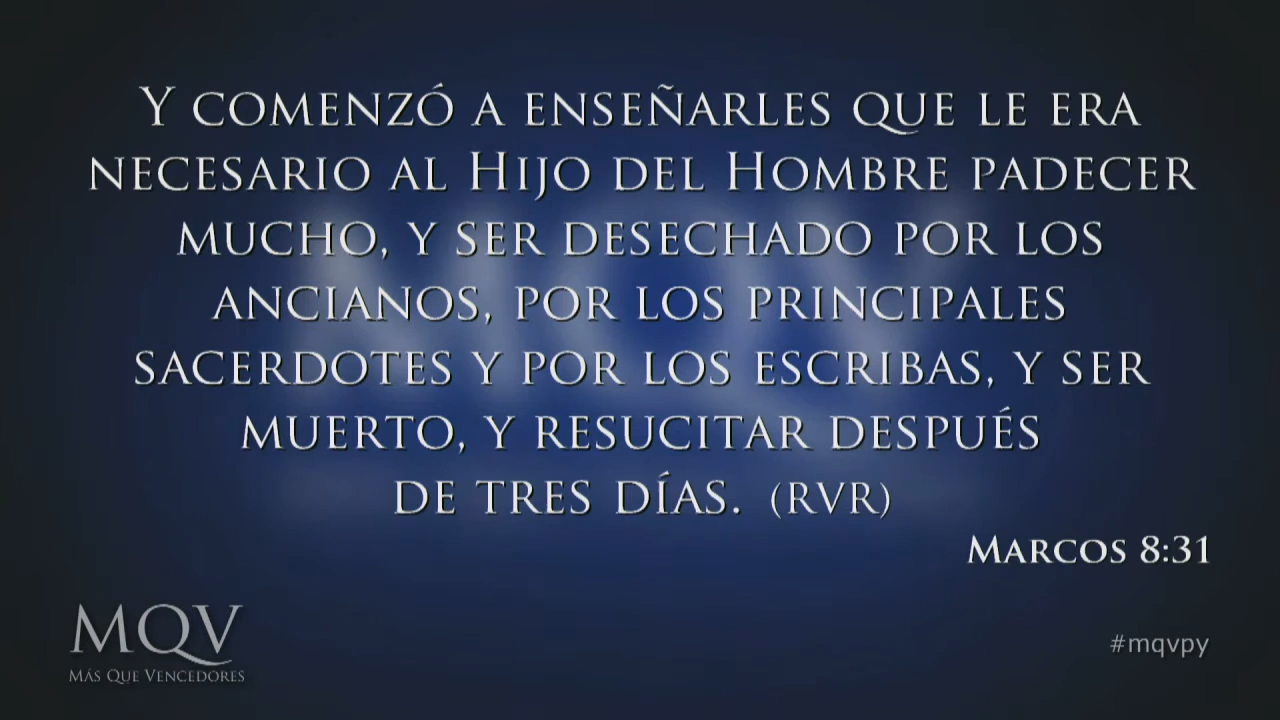 Y comenzó a enseñarles que le era
necesario al Hijo del Hombre padecer
mucho, y ser desechado por los
ancianos, por los principales
sacerdotes y por los escribas, y ser
muerto, y resucitar después
de tres días. (RVR)
Marcos 8:31
MQV
Más Que Vencedores
#mqvpy